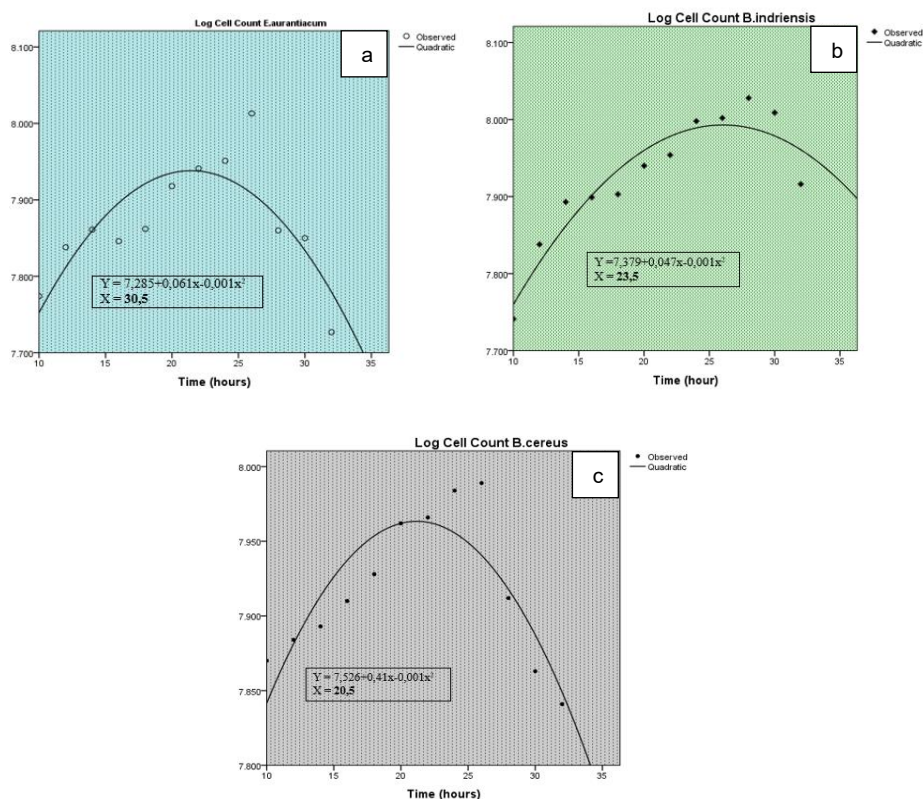 Log Cell Count E.aurantiacum
a
Observed
Quadratic
8.100
8.000
7.900
7.800
7.700
Y = 7,285+0,061x-0,001x²
X = 30,5
10 15 20 25 30 35
Time (hours)
Log Cell Count B.indriensis
b
Observed
Quadratic
8.100
8.000
7.900
7.800
7.700
Y =7,379+0,047x-0,001x²
X = 23,5
10 15 20 25 30 35
Time (hour)
Log Cell Count B.cereus
c
Observed
Quadratic
8.000
7.950
7.900
7.850
7.800
Y = 7,526+0,41x-0,001x²
X = 20,5
10 15 20 25 30 35
Time (hours)